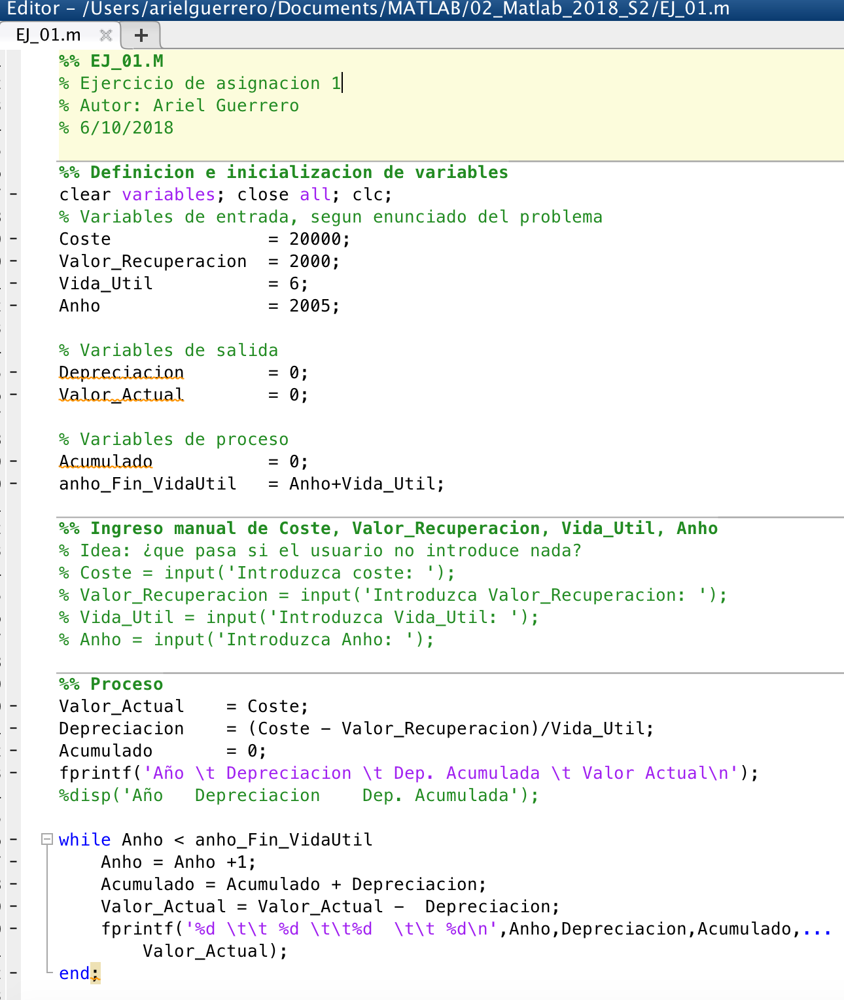 Editor – /Users/arielguerrero/Documents/MATLAB/02_Matlab_2018_S2/EJ_01.m
EJ_01.m
%% EJ_01.M
% Ejercicio de asignacion 1
% Autor: Ariel Guerrero
% 6/10/2018
%% Definicion e inicializacion de variables
clear variables; close all; clc;
% Variables de entrada, segun enunciado del problema
Coste = 20000;
Valor_Recuperacion = 2000;
Vida_Util = 6;
Anho = 2005;
% Variables de salida
Depreciacion = 0;
Valor_Actual = 0;
% Variables de proceso
Acumulado = 0;
anho_Fin_VidaUtil = Anho+Vida_Util;
%% Ingreso manual de Coste, Valor_Recuperacion, Vida_Util, Anho
% Idea: ¿que pasa si el usuario no introduce nada?
% Coste = input('Introduzca coste: ');
% Valor_Recuperacion = input('Introduzca Valor_Recuperacion: ');
% Vida_Util = input('Introduzca Vida_Util: ');
% Anho = input('Introduzca Anho: ');
%% Proceso
Valor_Actual = Coste;
Depreciacion = (Coste - Valor_Recuperacion)/Vida_Util;
Acumulado = 0;
fprintf('Año \t Depreciacion \t Dep. Acumulada \t Valor Actual\n');
%disp('Año   Depreciacion    Dep. Acumulada');
while Anho < anho_Fin_VidaUtil
Anho = Anho +1;
Acumulado = Acumulado + Depreciacion;
Valor_Actual = Valor_Actual -  Depreciacion;
fprintf('%d \t\t %d \t\t%d  \t\t %d\n',Anho,Depreciacion,Acumulado,...
Valor_Actual);
end;